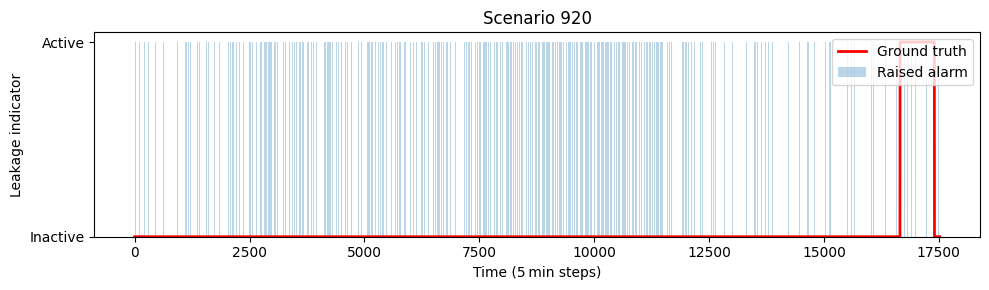 Scenario 920
Active
Leakage indicator
Inactive
Ground truth
Raised alarm
0
2500
5000
7500
10000
12500
15000
17500
Time (5 min steps)